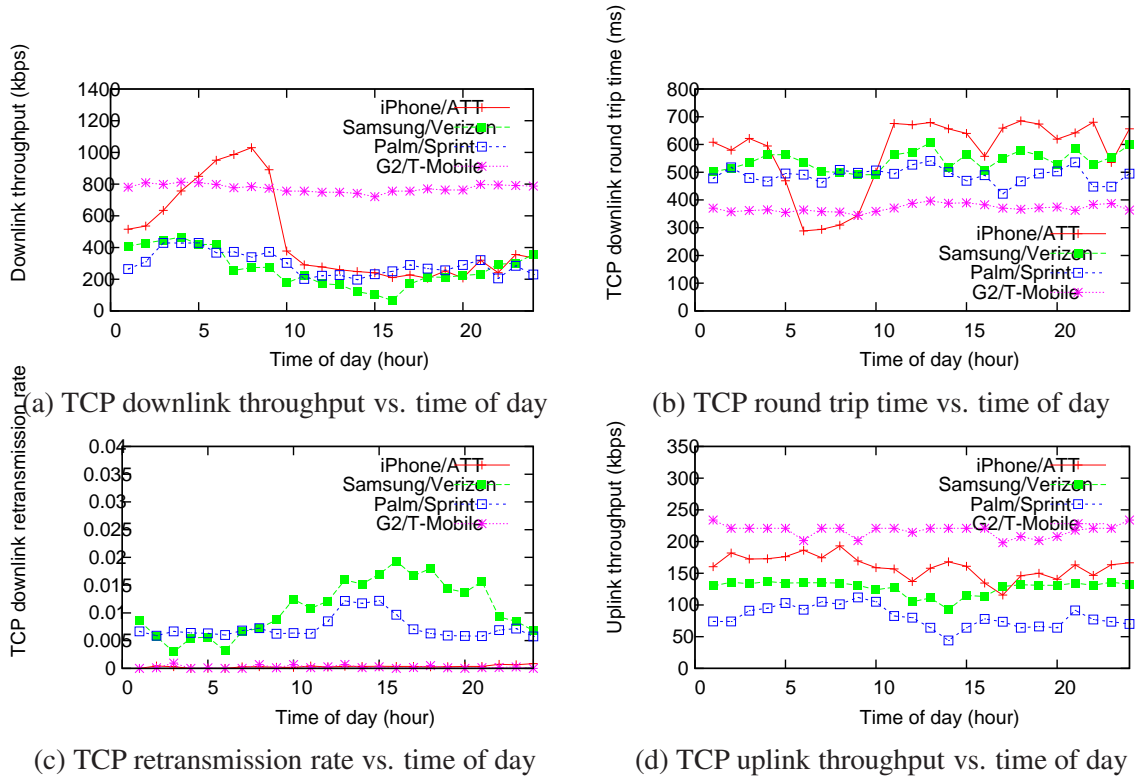 Downlink throughput (kbps)
1400
1200
1000
800
600
400
200
0
0 5 10 15 20
Time of day (hour)
iPhone/ATT
Samsung/Verizon
Palm/Sprint
G2/T-Mobile
(a) TCP downlink throughput vs. time of day
TCP downlink round trip time (ms)
800
700
600
500
400
300
200
100
0
0 5 10 15 20
Time of day (hour)
iPhone/ATT
Samsung/Verizon
Palm/Sprint
G2/T-Mobile
(b) TCP round trip time vs. time of day
TCP downlink retransmission rate
0.04
0.035
0.03
0.025
0.02
0.015
0.01
0.005
0
0 5 10 15 20
Time of day (hour)
iPhone/ATT
Samsung/Verizon
Palm/Sprint
G2/T-Mobile
(c) TCP retransmission rate vs. time of day
Uplink throughput (kbps)
350
300
250
200
150
100
50
0
0 5 10 15 20
Time of day (hour)
iPhone/ATT
Samsung/Verizon
Palm/Sprint
G2/T-Mobile
(d) TCP uplink throughput vs. time of day